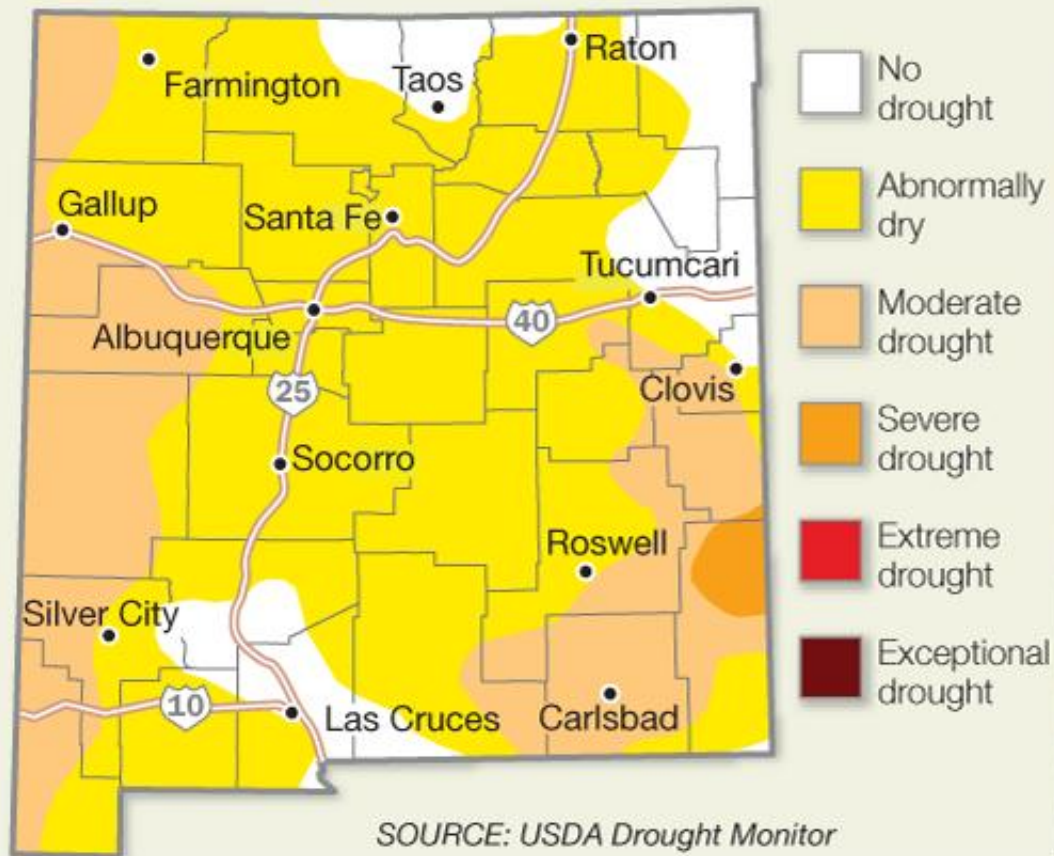 Raton
Farmington
Taos
Gallup
Santa Fe
Tucumcari
Albuquerque
40
25
Clovis
Socorro
Roswell
Silver City
10
Las Cruces
Carlsbad
No
drought
Abnormally
dry
Moderate
drought
Severe
drought
Extreme
drought
Exceptional
drought
SOURCE: USDA Drought Monitor